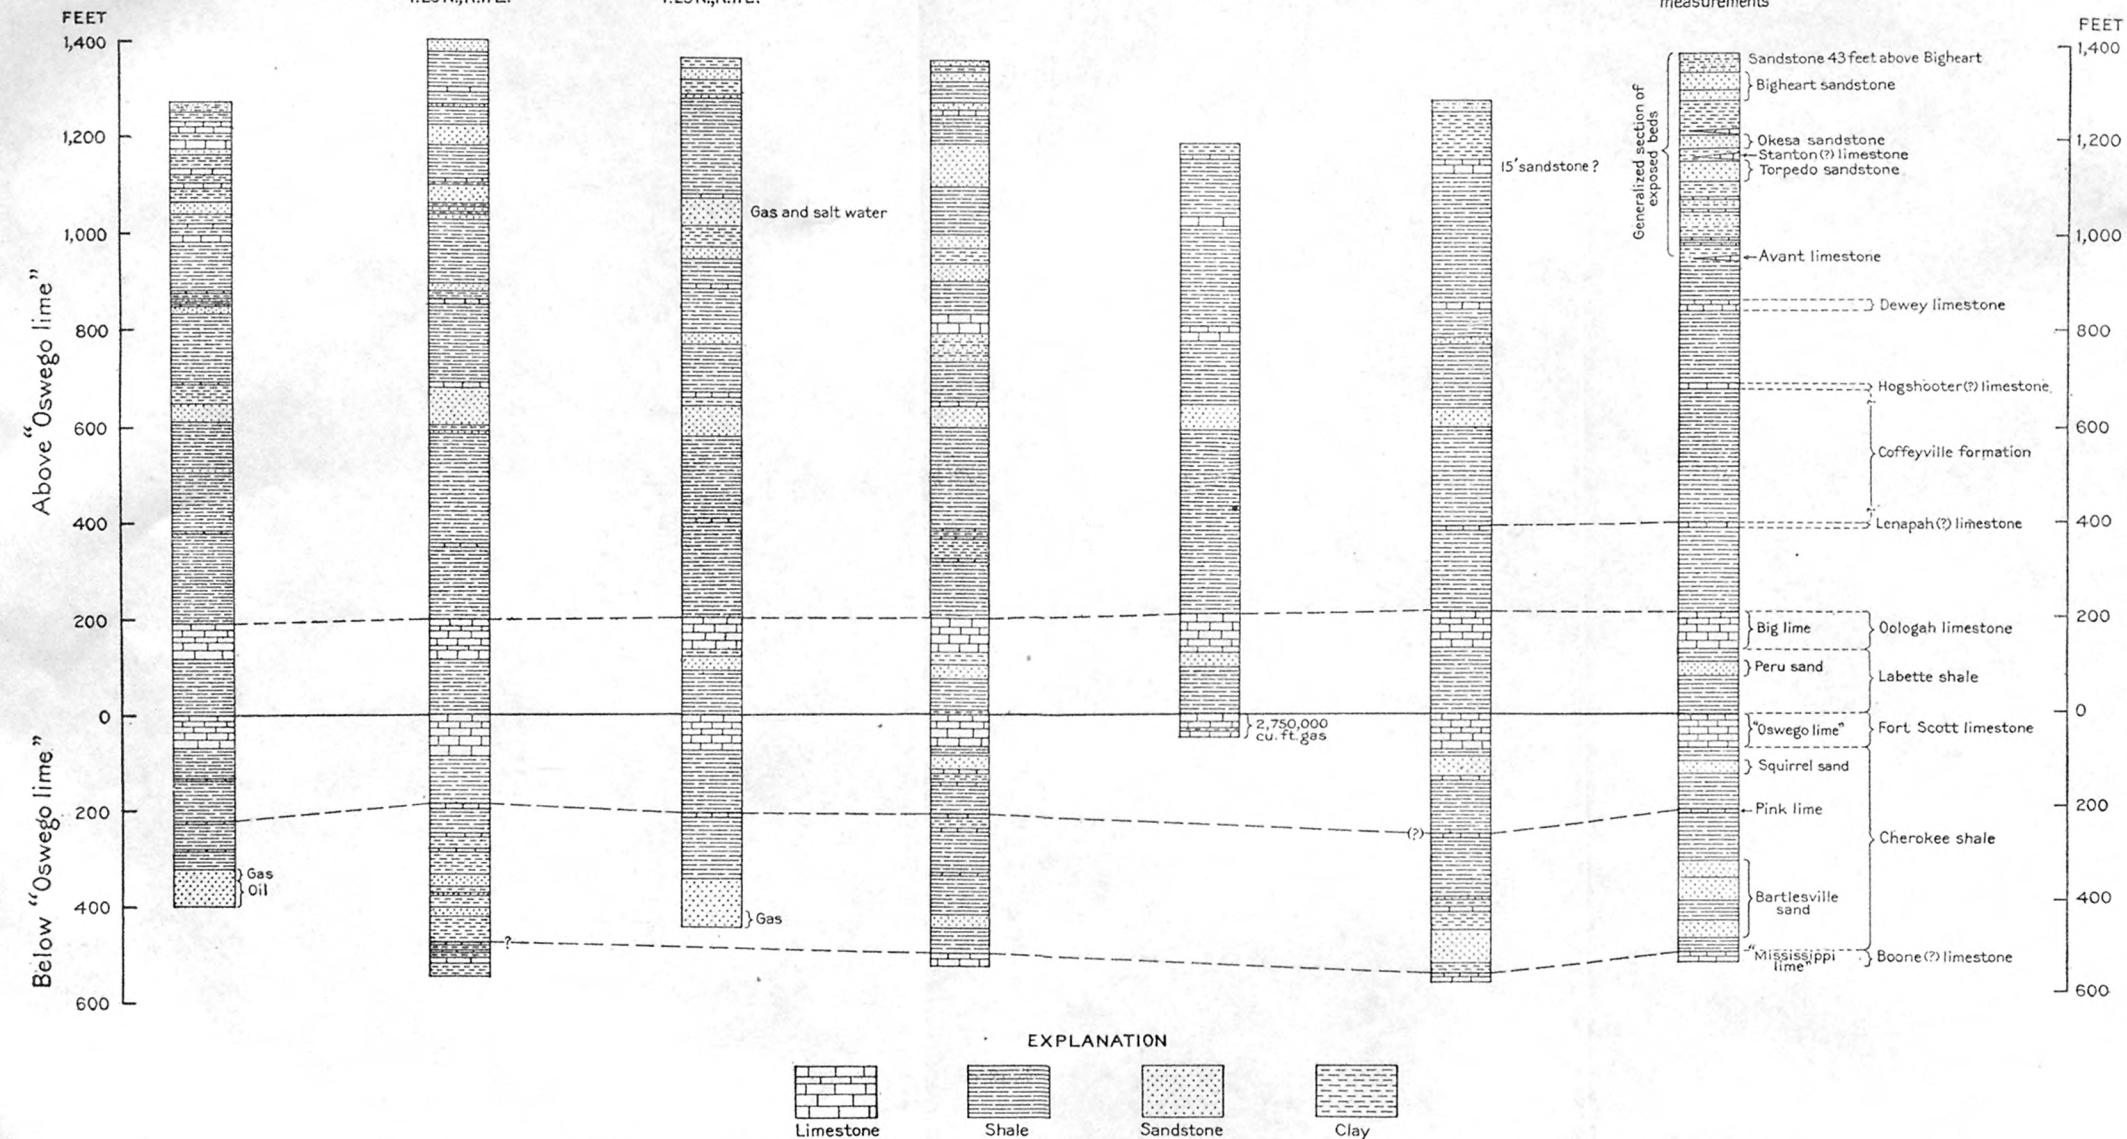 FEET
1,400
1,200
1,000
800
600
400
200
0
200
400
600
Above "Oswego lime"
Below "Oswego lime"
Gas
Oil
?
Gas and salt water
Gas
2,750,000
cu. ft. gas
15' sandstone ?
(?)
measurements
Generalized section of
exposed beds
Sandstone 43 feet above Bigheart
Bigheart sandstone
Okesa sandstone
Stanton(?) limestone
Torpedo sandstone
Avant limestone
Dewey limestone
Hogshooter(?) limestone
Coffeyville formation
Lenapah(?) limestone
Big lime
Oologah limestone
Peru sand
Labette shale
"Oswego lime"
Fort Scott limestone
Squirrel sand
Pink lime
Cherokee shale
Bartlesville
sand
"Mississippi
lime"
Boone(?) limestone
FEET
1,400
1,200
1,000
800
600
400
200
0
200
400
600
EXPLANATION
Limestone
Shale
Sandstone
Clay